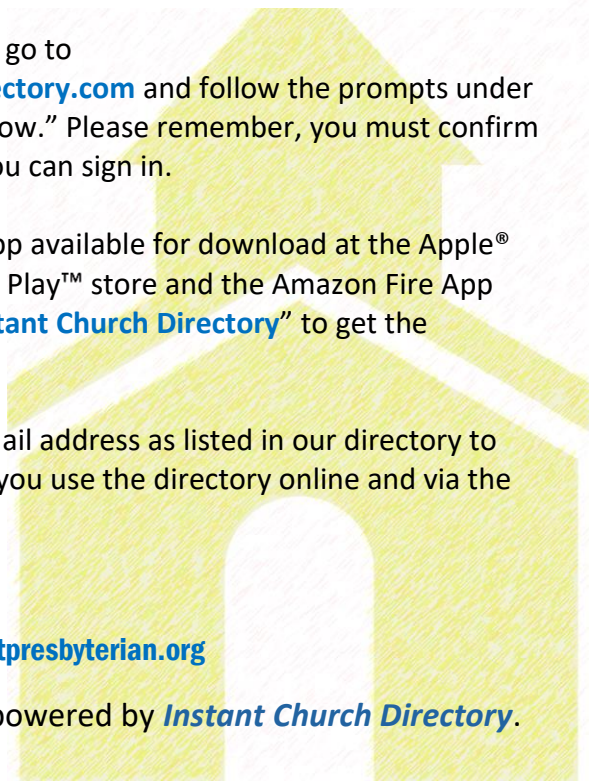 go to
ectory.com and follow the prompts under
ow.” Please remember, you must confirm
ou can sign in.
pp available for download at the Apple®
Play™ store and the Amazon Fire App
tant Church Directory” to get the
ail address as listed in our directory to
you use the directory online and via the
tpresbyterian.org
powered by Instant Church Directory.